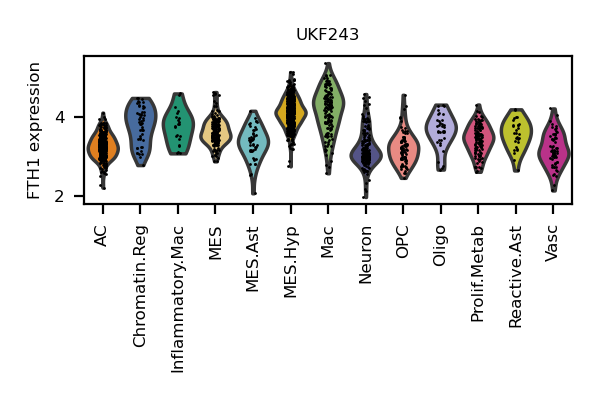 UKF243
FTH1 expression
4
2
AC
Chromatin.Reg
Inflammatory.Mac
MES
MES.Ast
MES.Hyp
Mac
Neuron
OPC
Oligo
Prolif.Metab
Reactive.Ast
Vasc